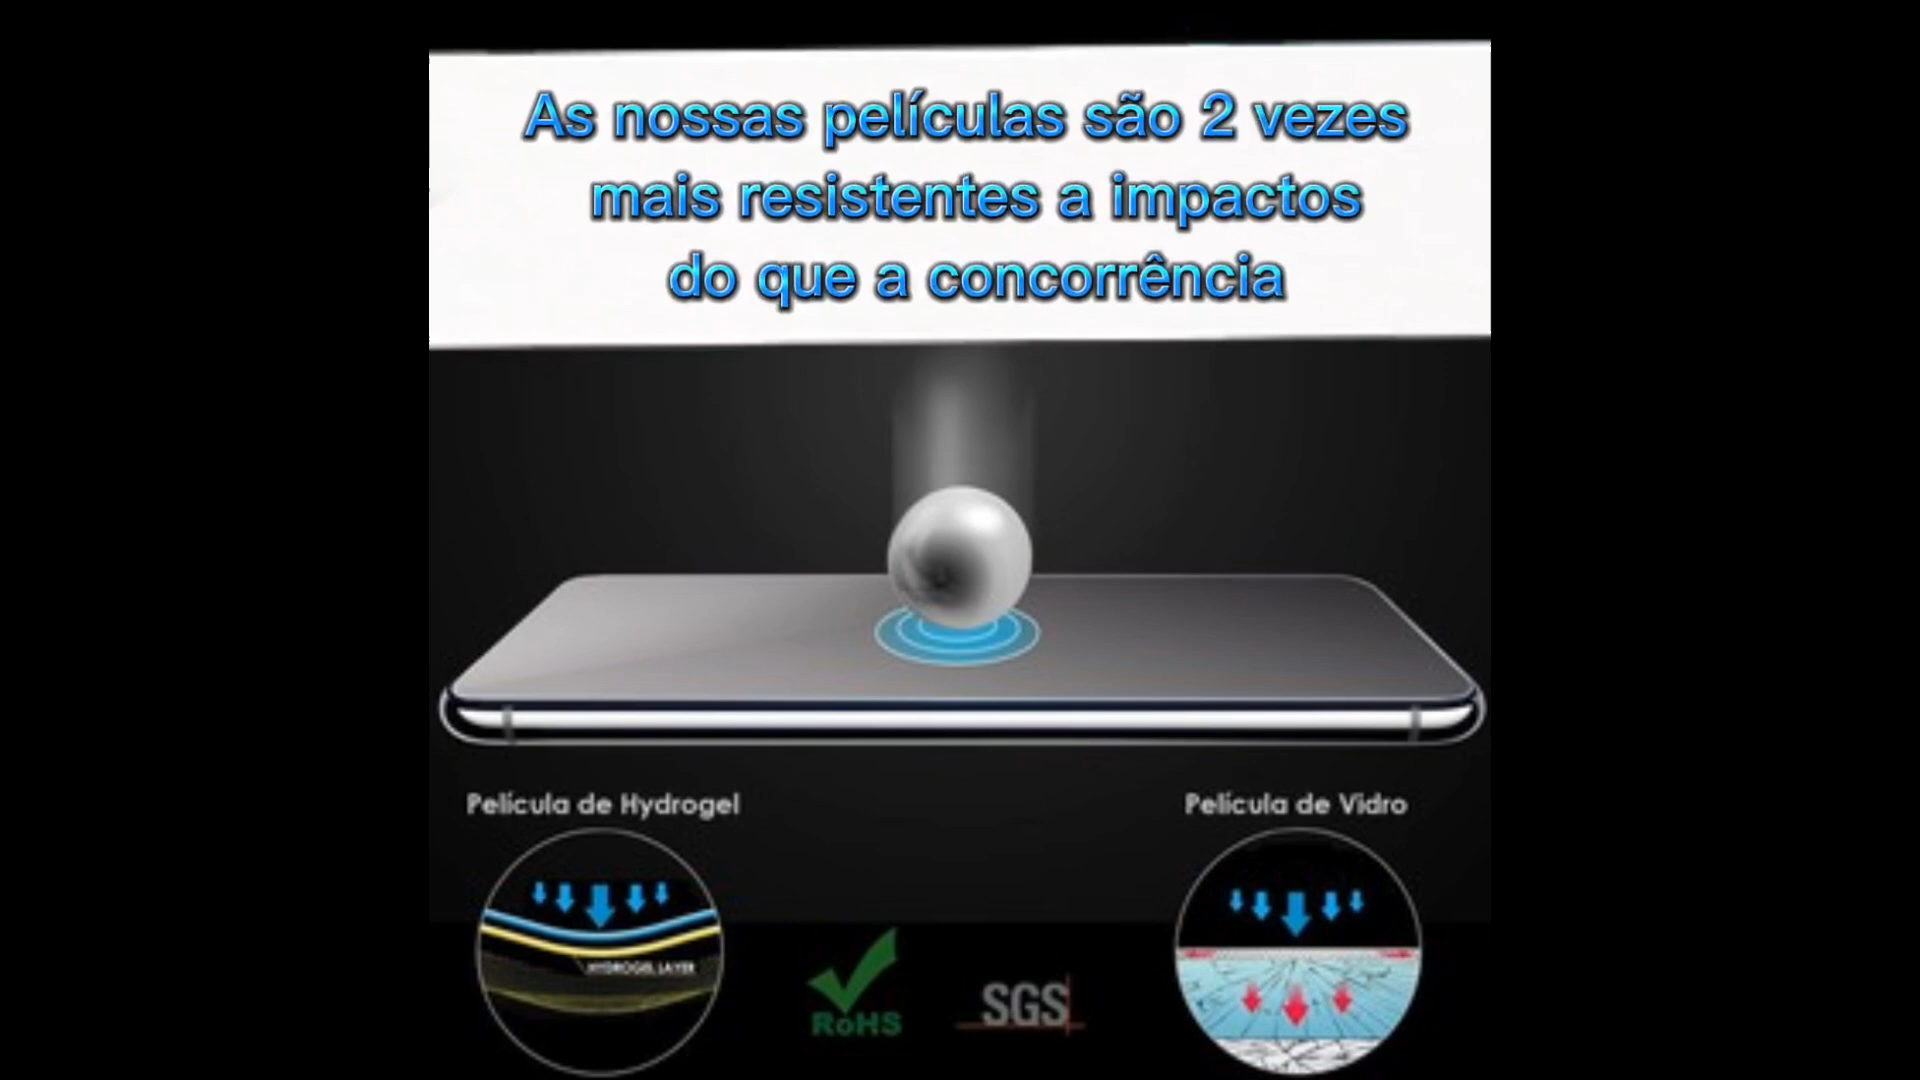 As nossas películas são 2 vezes
mais resistentes a impactos
do que a concorrência
Película de Hydrogel
Película de Vidro
HYDROGEL LAYER
RoHS
SGS